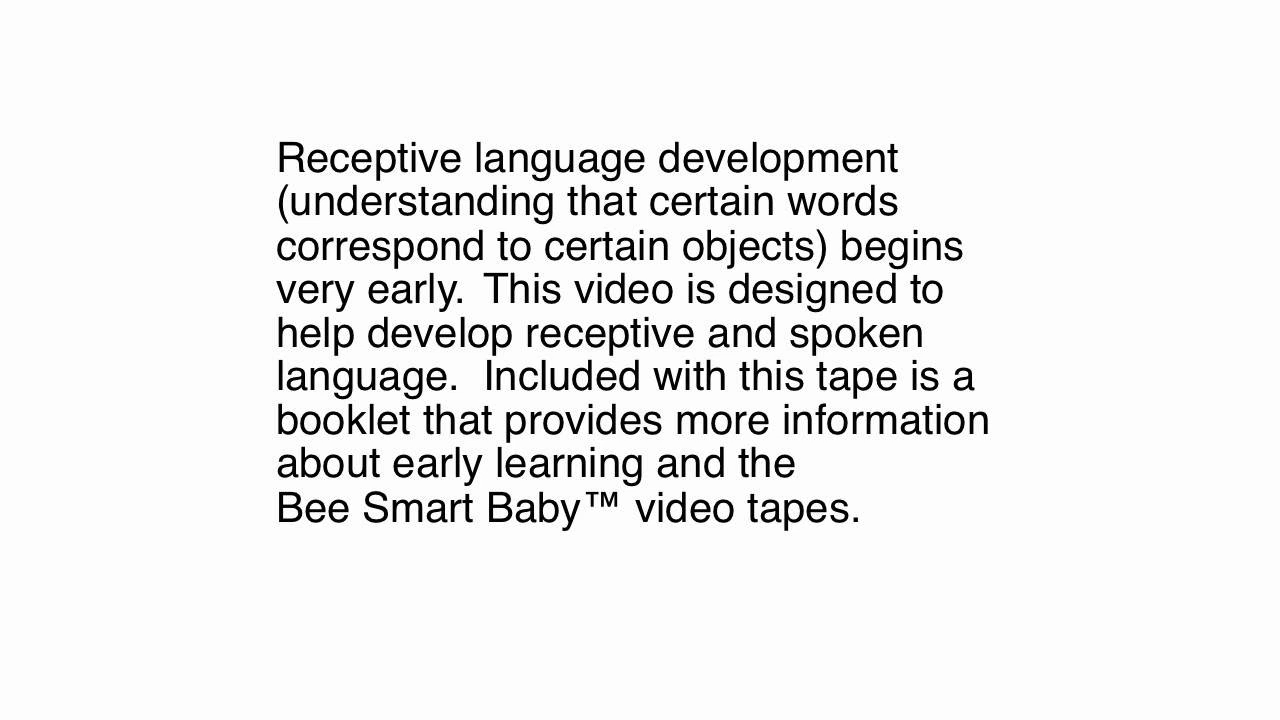 Receptive language development
(understanding that certain words
correspond to certain objects) begins
very early.  This video is designed to
help develop receptive and spoken
language.  Included with this tape is a
booklet that provides more information
about early learning and the
Bee Smart Baby™ video tapes.